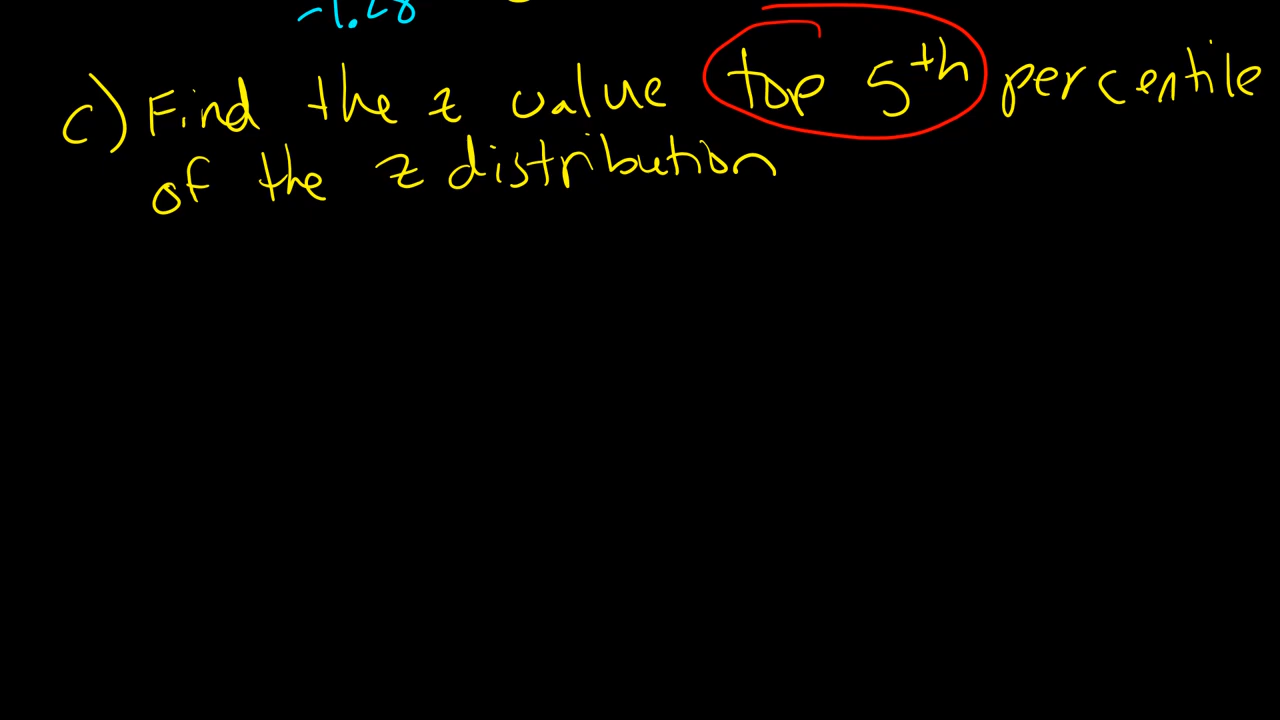 -1.28
c) Find the z value top 5th percentile
of the z distribution